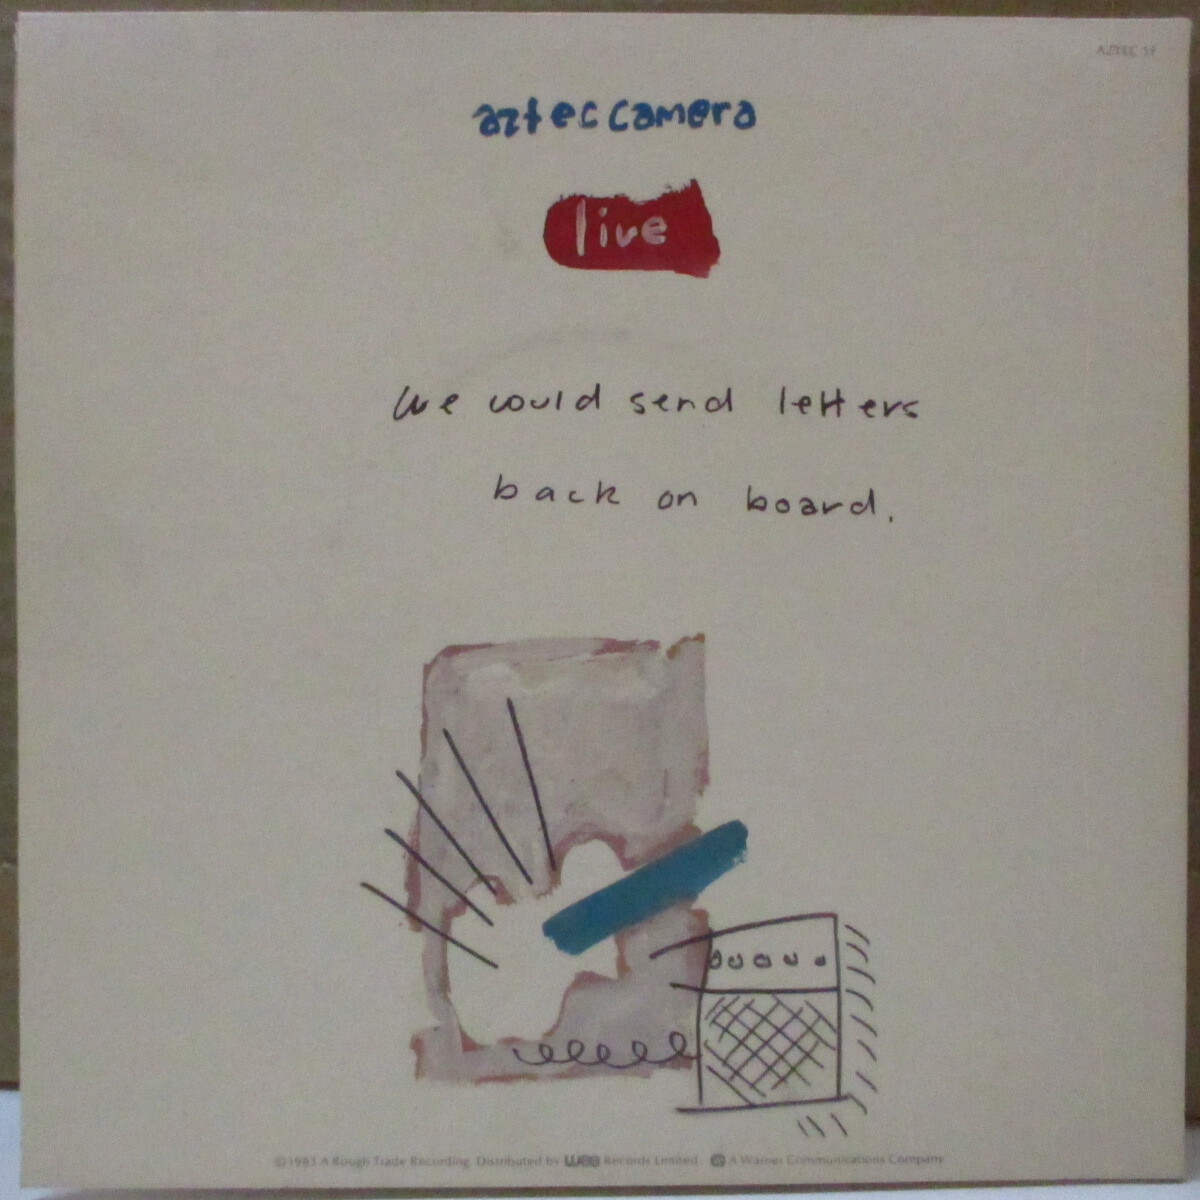 AZTEC 1F
aztec camera
live
we could send letters
back on board.
©1983 A Rough Trade Recording. Distributed by wea Records Limited. A Warner Communications Company